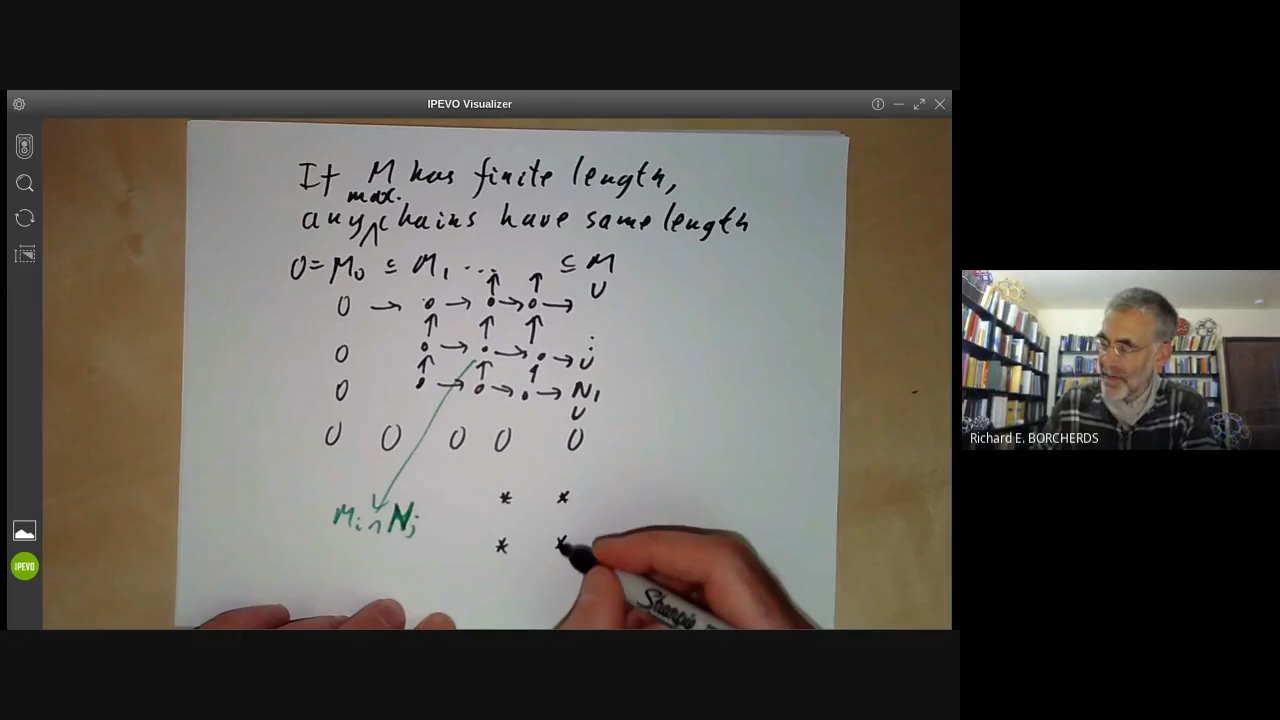 IPEVO Visualizer
If M has finite length,
max.
any chains have same length
0 = M₀ ⊆ M₁ ... ⊆ M
0 → • → • → • → ∪
0 • → • → • → ∪
0 • → • → • → N₁
∪
0 0 0 0 0
Mᵢ ∩ Nⱼ
* *
* *
Sharpie
IPEVO
Richard E. BORCHERDS